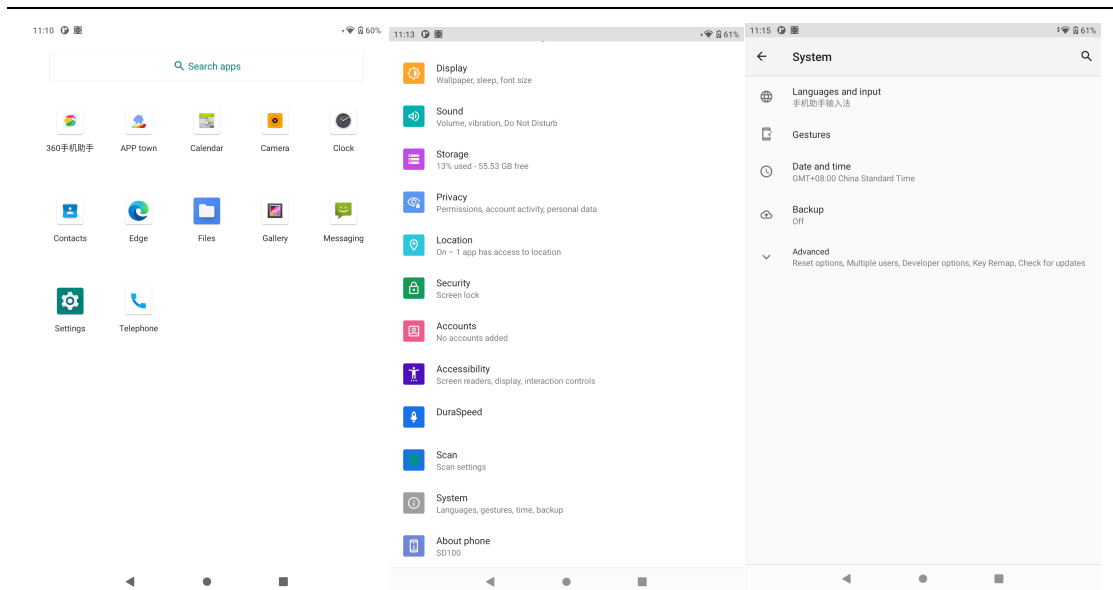 11:10
60%
Search apps
360手机助手
APP town
Calendar
Camera
Clock
Contacts
Edge
Files
Gallery
Messaging
Settings
Telephone
11:13
61%
Display
Wallpaper, sleep, font size
Sound
Volume, vibration, Do Not Disturb
Storage
13% used - 55.53 GB free
Privacy
Permissions, account activity, personal data
Location
On – 1 app has access to location
Security
Screen lock
Accounts
No accounts added
Accessibility
Screen readers, display, interaction controls
DuraSpeed
Scan
Scan settings
System
Languages, gestures, time, backup
About phone
SD100
11:15
61%
System
Languages and input
手机助手输入法
Gestures
Date and time
GMT+08:00 China Standard Time
Backup
Off
Advanced
Reset options, Multiple users, Developer options, Key Remap, Check for updates